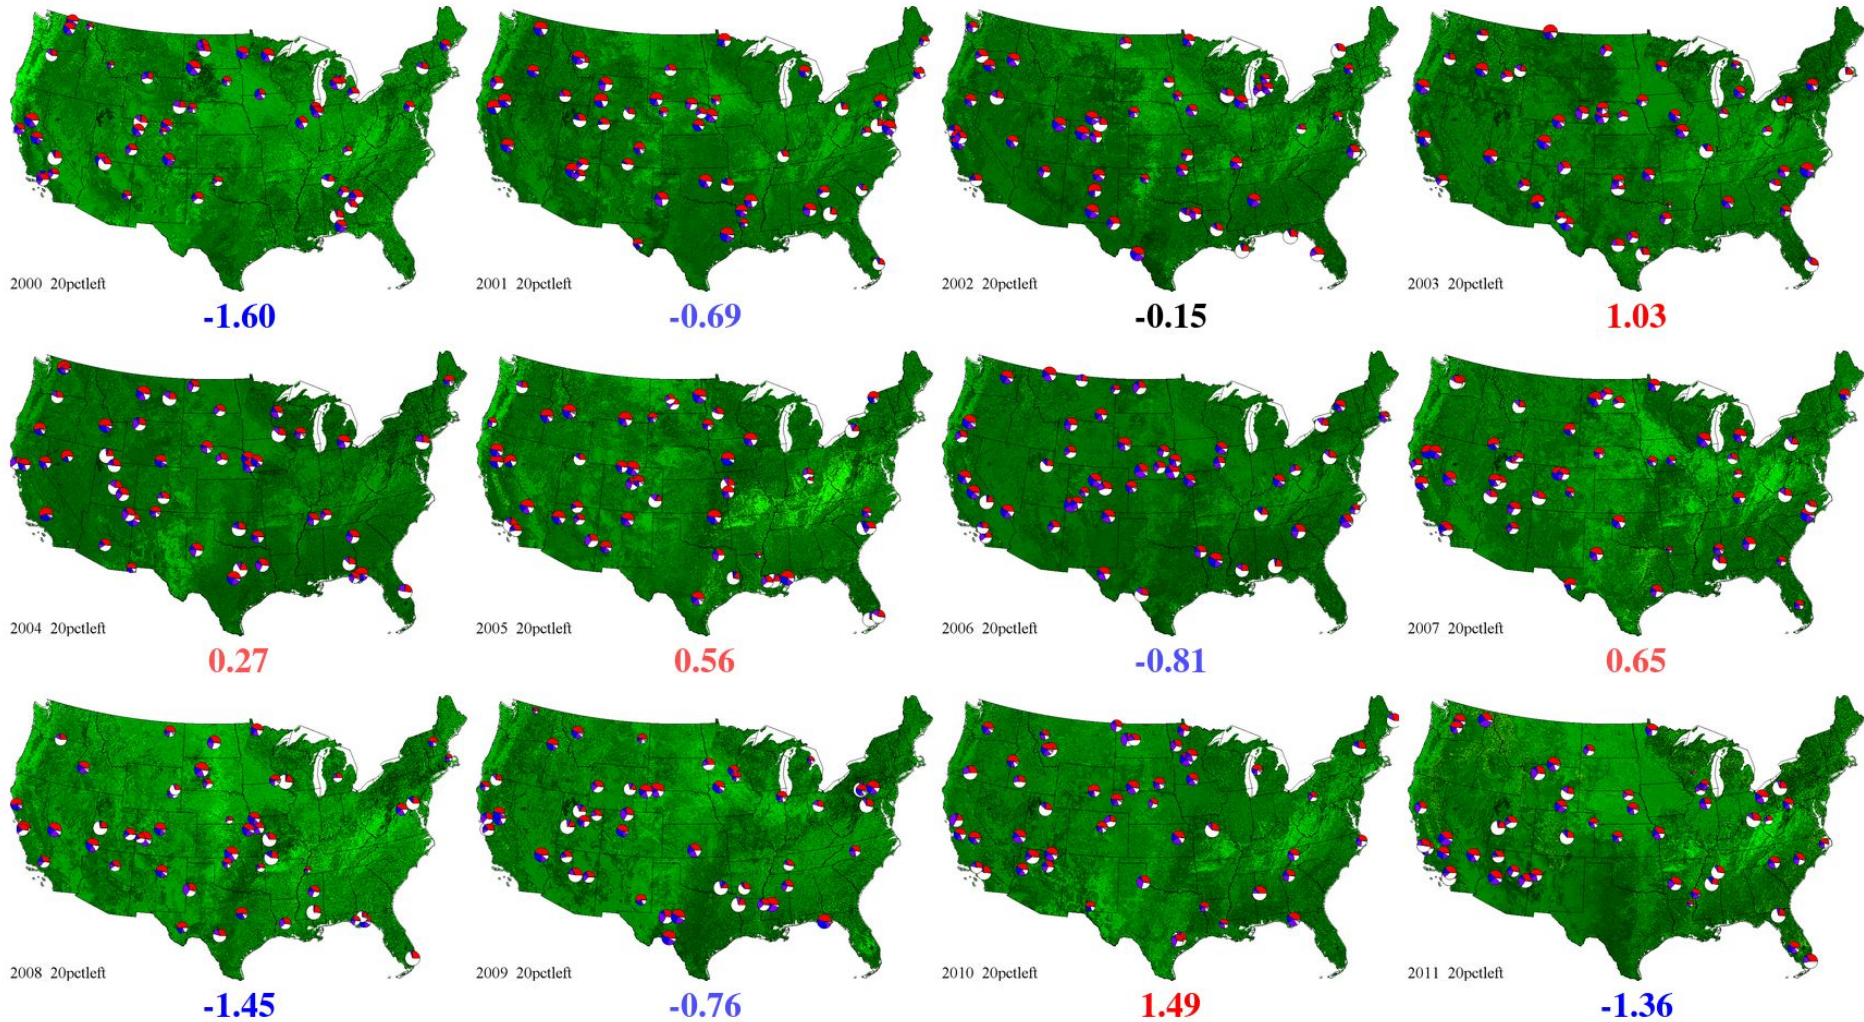 2000 20pctleft
2001 20pctleft
2002 20pctleft
2003 20pctleft
-1.60
-0.69
-0.15
1.03
2004 20pctleft
2005 20pctleft
2006 20pctleft
2007 20pctleft
0.27
0.56
-0.81
0.65
2008 20pctleft
2009 20pctleft
2010 20pctleft
2011 20pctleft
-1.45
-0.76
1.49
-1.36